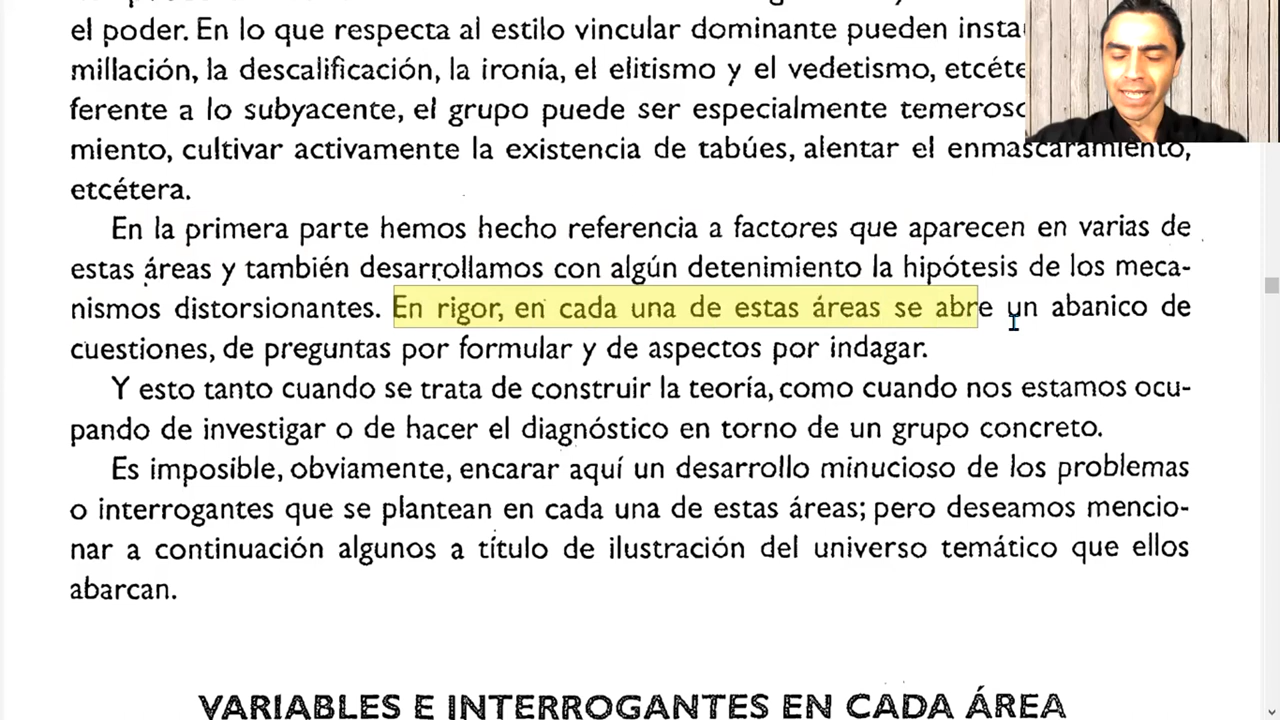 el poder. En lo que respecta al estilo vincular dominante pueden
millación, la descalificación, la ironía, el elitismo y el vedetismo,
ferente a lo subyacente, el grupo puede ser especialmente
miento, cultivar activamente la existencia de tabúes, alentar el enmascaramiento,
etcétera.
En la primera parte hemos hecho referencia a factores que aparecen en varias de
estas áreas y también desarrollamos con algún detenimiento la hipótesis de los meca-
nismos distorsionantes. En rigor, en cada una de estas áreas se abre un abanico de
cuestiones, de preguntas por formular y de aspectos por indagar.
Y esto tanto cuando se trata de construir la teoría, como cuando nos estamos ocu-
pando de investigar o de hacer el diagnóstico en torno de un grupo concreto.
Es imposible, obviamente, encarar aquí un desarrollo minucioso de los problemas
o interrogantes que se plantean en cada una de estas áreas; pero deseamos mencio-
nar a continuación algunos a título de ilustración del universo temático que ellos
abarcan.
VARIABLES E INTERROGANTES EN CADA ÁREA